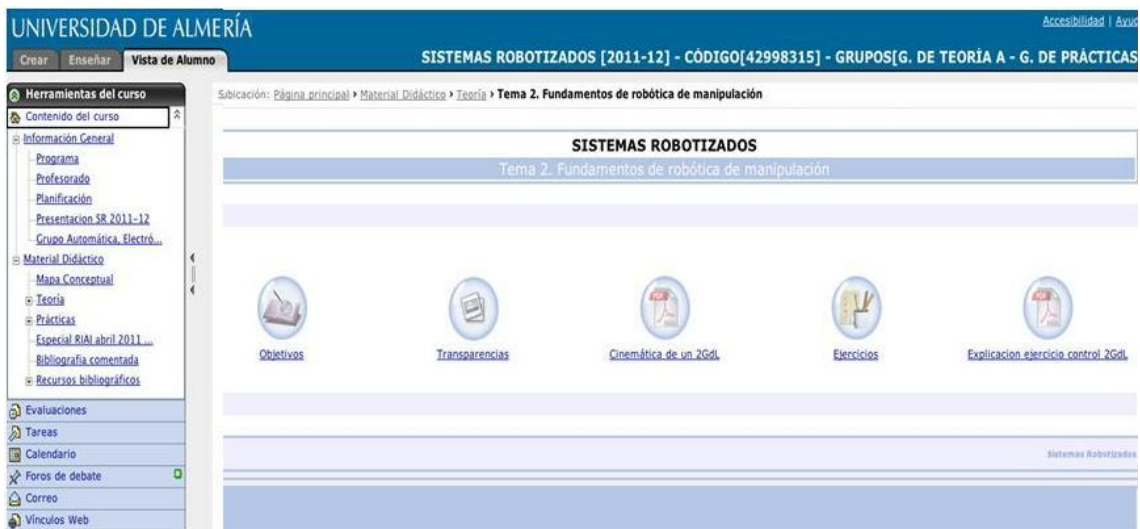 UNIVERSIDAD DE ALMERÍA
Accesibilidad |
Crear Enseñar Vista de Alumno
SISTEMAS ROBOTIZADOS [2011-12] - CÓDIGO[42998315] - GRUPOS[G. DE TEORÍA A - G. DE PRÁCTICAS
Herramientas del curso
Contenido del curso
Información General
Programa
Profesorado
Planificación
Presentacion SR 2011-12
Grupo Automática, Electró...
Material Didáctico
Mapa Conceptual
Teoría
Prácticas
Especial RIAI abril 2011 ...
Bibliografia comentada
Recursos bibliográficos
Evaluaciones
Tareas
Calendario
Foros de debate
Correo
Vínculos Web
Página principal › Material Didáctico › Teoría › Tema 2. Fundamentos de robótica de manipulación
SISTEMAS ROBOTIZADOS
Tema 2. Fundamentos de robótica de manipulación
Objetivos
Transparencias
PDF
Cinemática de un 2GdL
Ejercicios
PDF
Explicacion ejercicio control 2GdL
Sistemas Robotizados